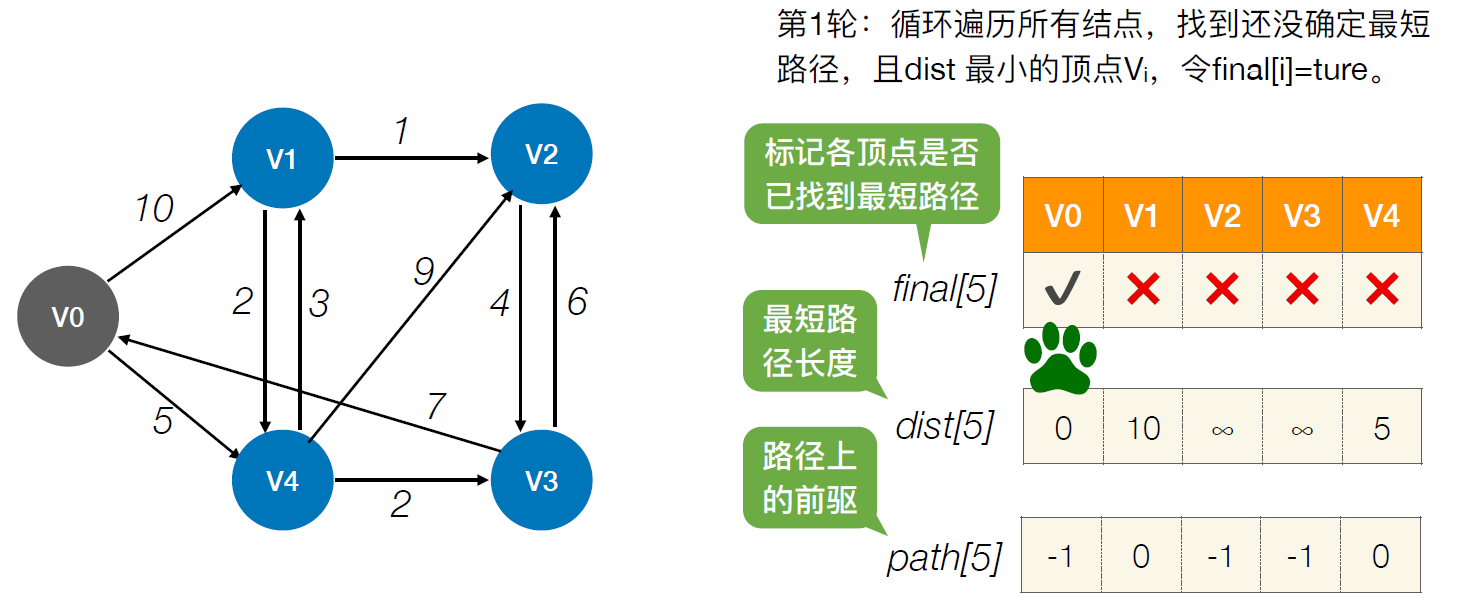 第1轮：循环遍历所有结点，找到还没确定最短
路径，且dist 最小的顶点Vi，令final[i]=ture。
标记各顶点是否
已找到最短路径
V0 V1 V2 V3 V4
final[5]
最短路
径长度
dist[5] 0 10 ∞ ∞ 5
路径上
的前驱
path[5] -1 0 -1 -1 0
V1 1 V2
10
2 3 9 4 6
V0
5 7
V4 2 V3